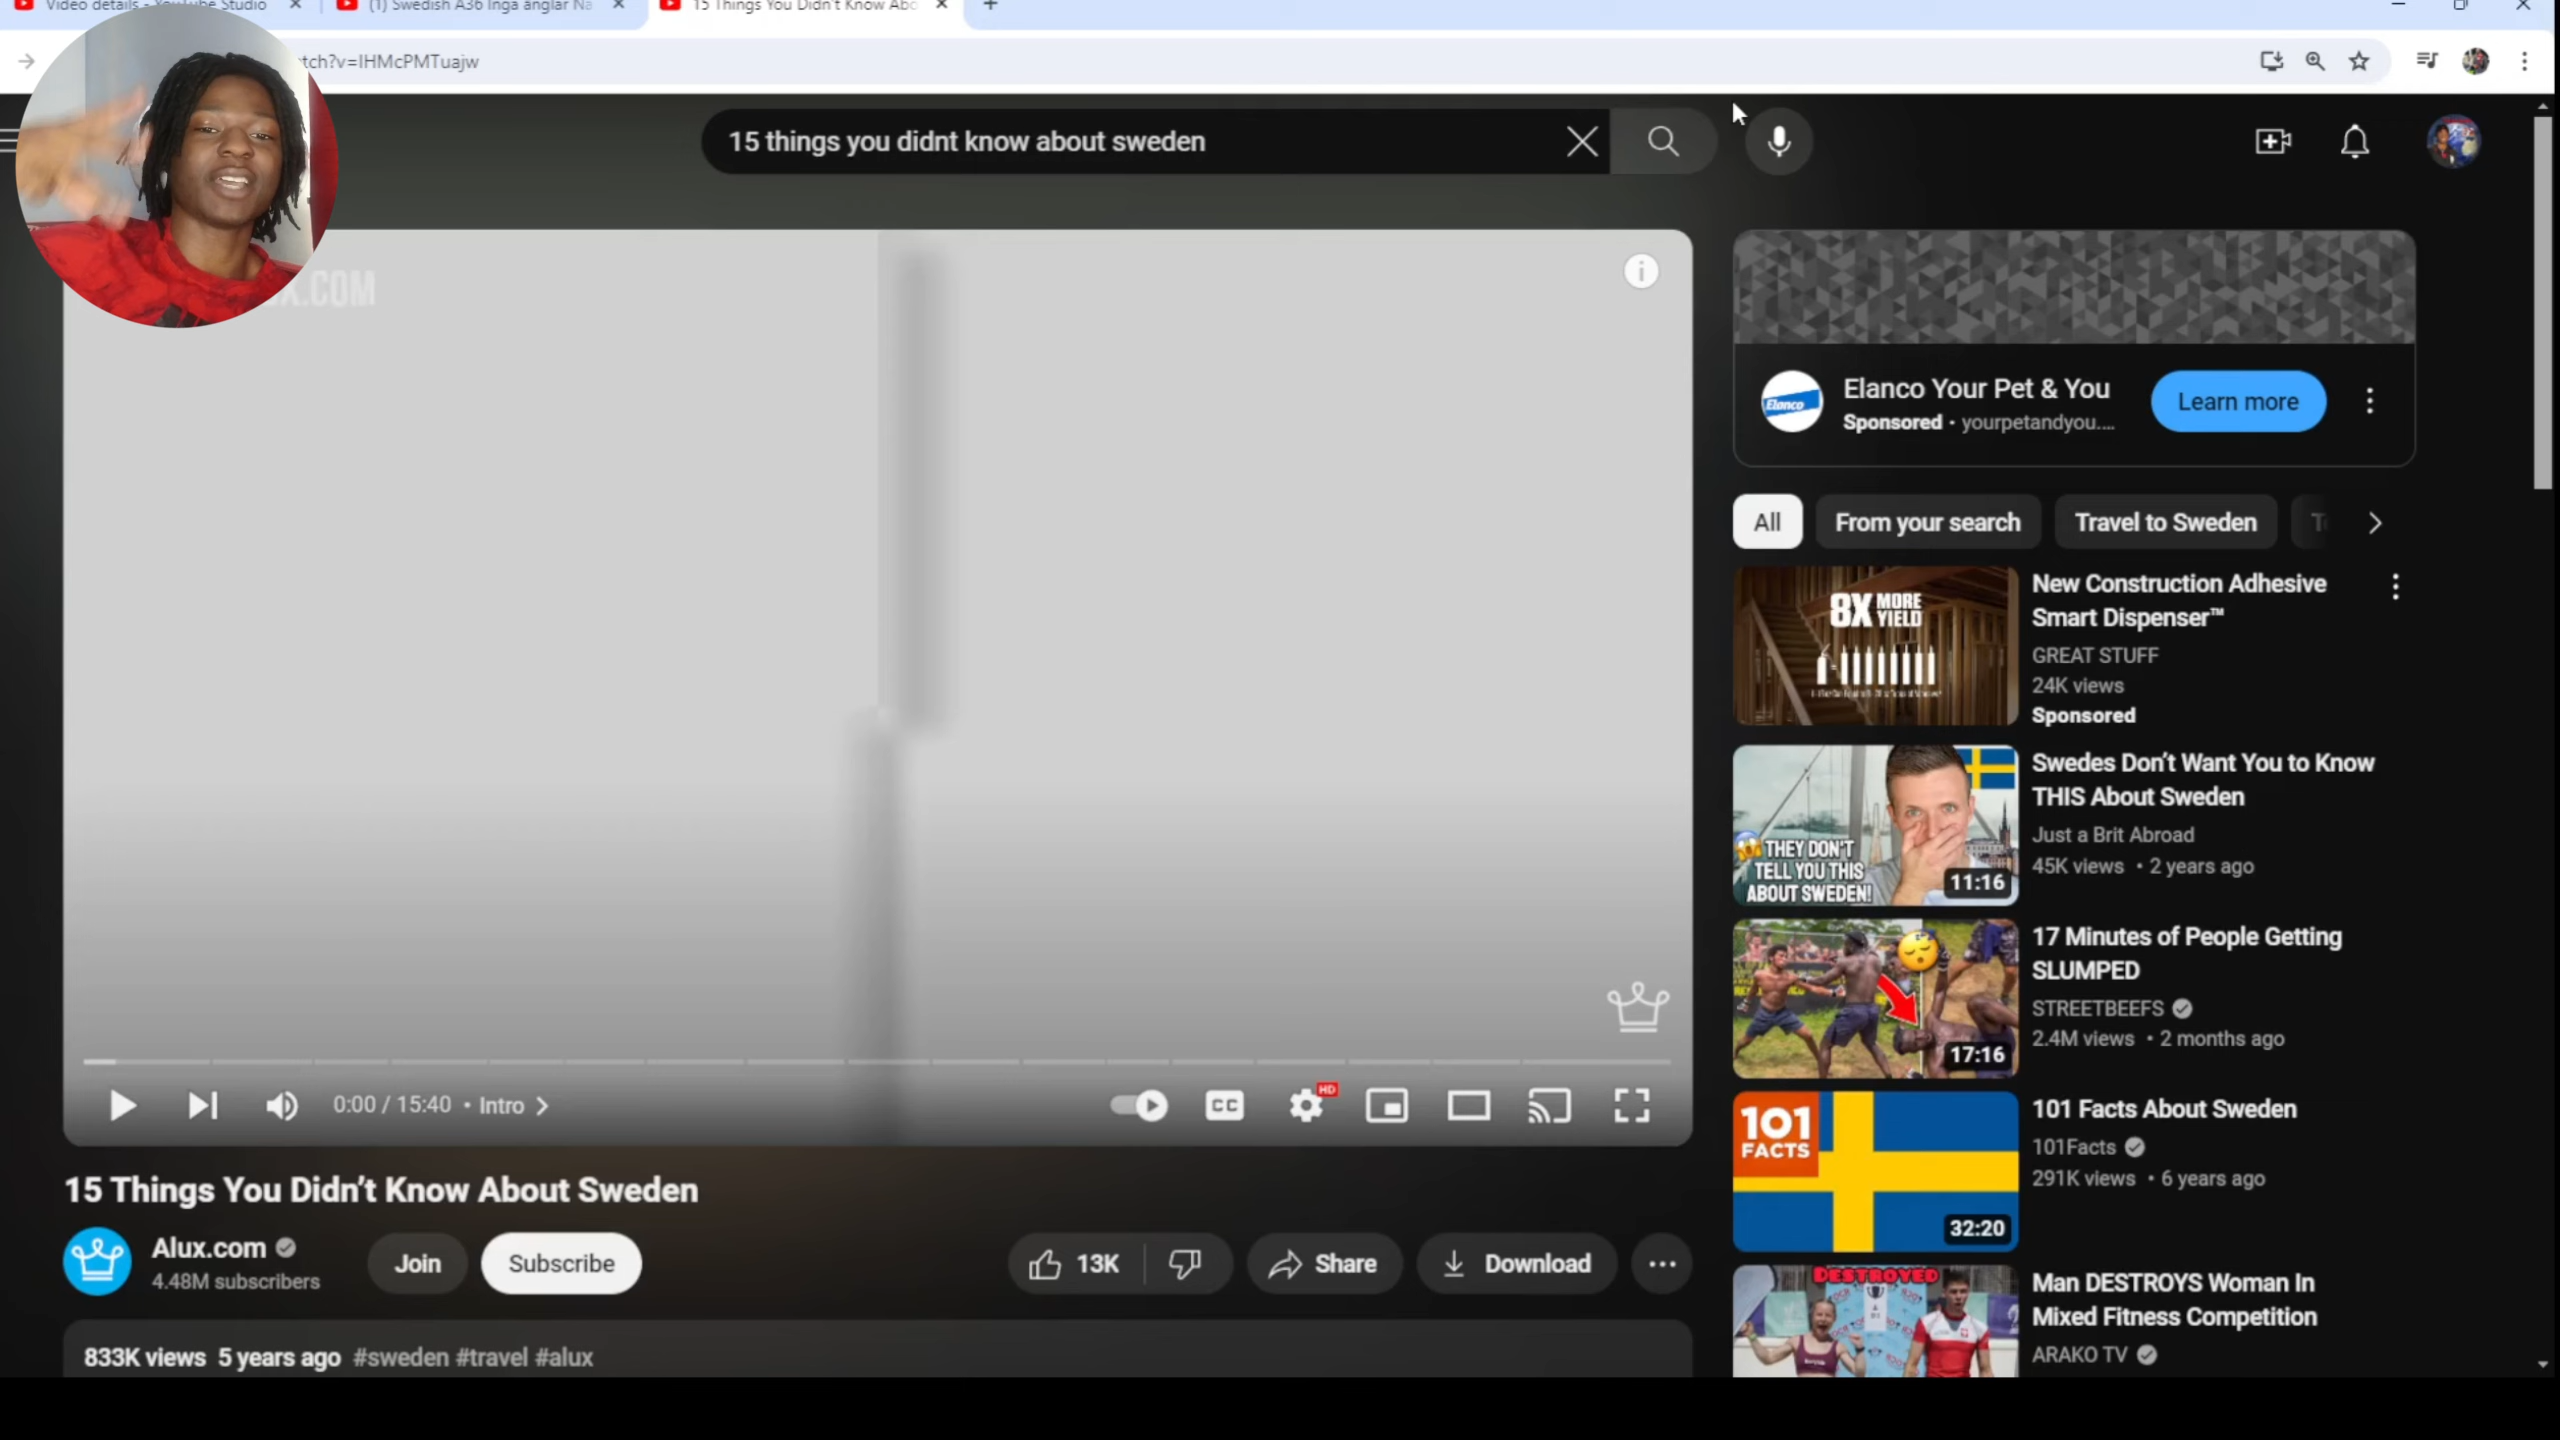 Video details - YouTube Studio
(1) Swedish A36 Inga änglar Na
15 Things You Didn't Know Abo
tch?v=IHMcPMTuajw
15 things you didnt know about sweden
.COM
Elanco
Elanco Your Pet & You
Sponsored • yourpetandyou....
Learn more
All
From your search
Travel to Sweden
8X MORE YIELD
New Construction Adhesive
Smart Dispenser™
GREAT STUFF
24K views
Sponsored
THEY DON'T
TELL YOU THIS
ABOUT SWEDEN!
11:16
Swedes Don't Want You to Know
THIS About Sweden
Just a Brit Abroad
45K views • 2 years ago
17:16
17 Minutes of People Getting
SLUMPED
STREETBEEFS
2.4M views • 2 months ago
101
FACTS
32:20
101 Facts About Sweden
101Facts
291K views • 6 years ago
DESTROYED
Man DESTROYS Woman In
Mixed Fitness Competition
ARAKO TV
0:00 / 15:40 • Intro
CC
HD
15 Things You Didn't Know About Sweden
Alux.com
4.48M subscribers
Join
Subscribe
13K
Share
Download
833K views 5 years ago #sweden #travel #alux